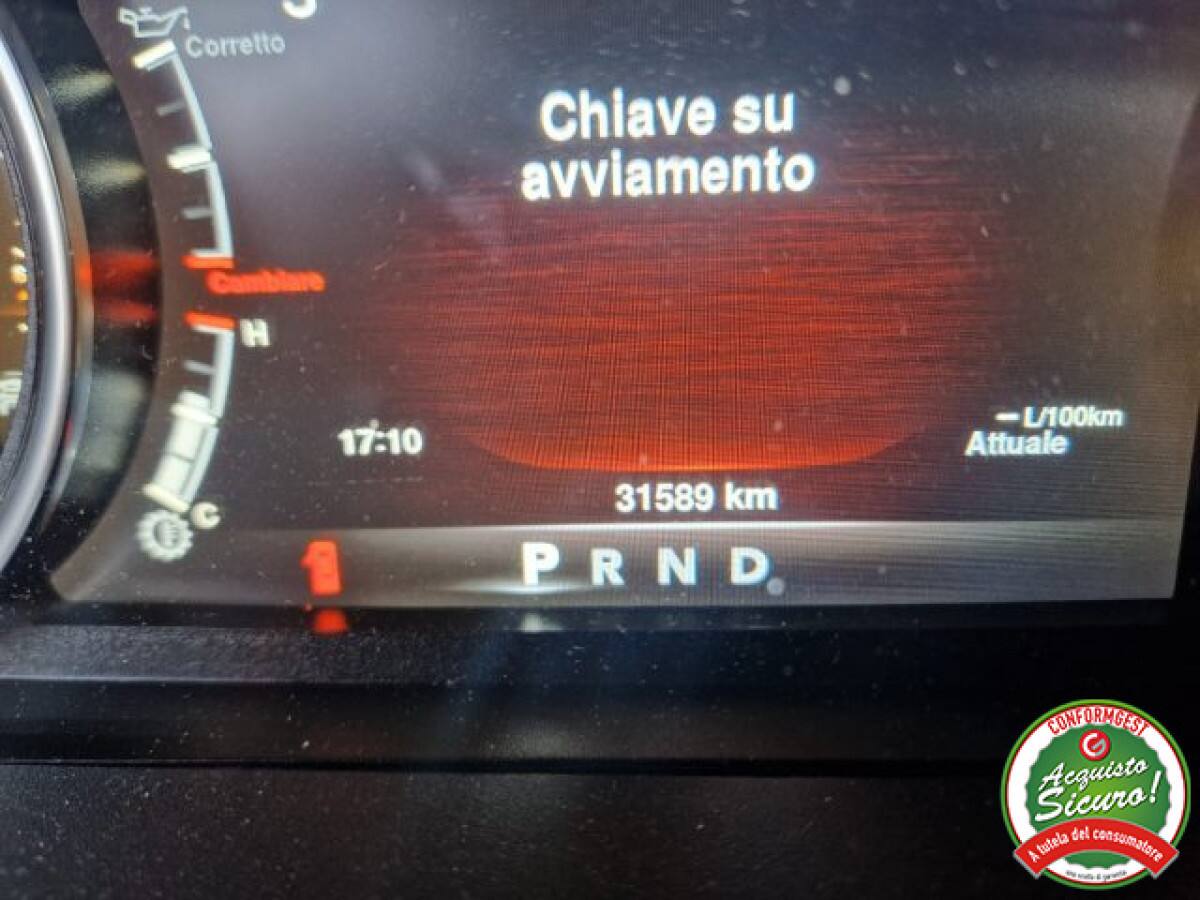 Corretto
Chiave su
avviamento
Cambiare
H
17:10
L/100km
Attuale
31589 km
C
P R N D
CONFORMGEST
G
Acquisto
Sicuro!
A tutela del consumatore